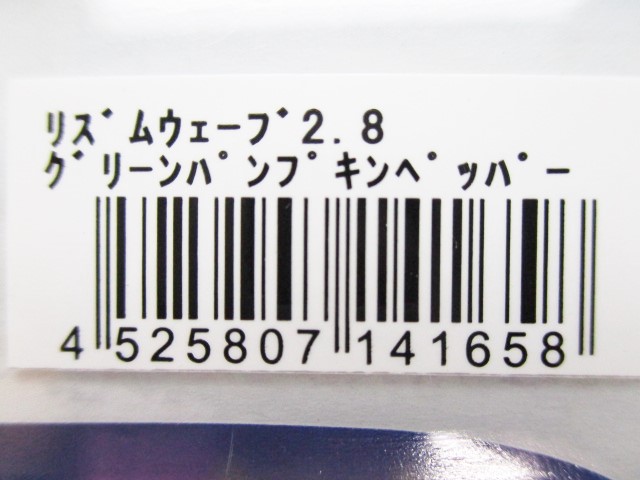 ﾘｽﾞﾑｳｪｰﾌﾞ2.8
ｸﾞﾘｰﾝﾊﾟﾝﾌﾟｷﾝﾍﾟｯﾊﾟｰ
4 525807 141658